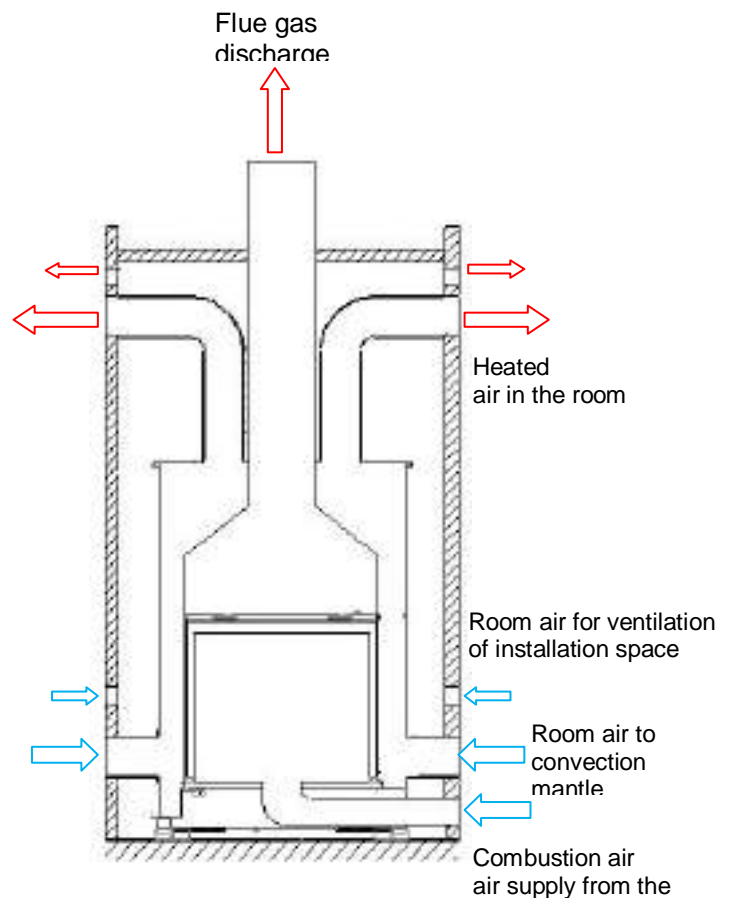 Flue gas
discharge
Heated
air in the room
Room air for ventilation
of installation space
Room air to
convection
mantle
Combustion air
air supply from the